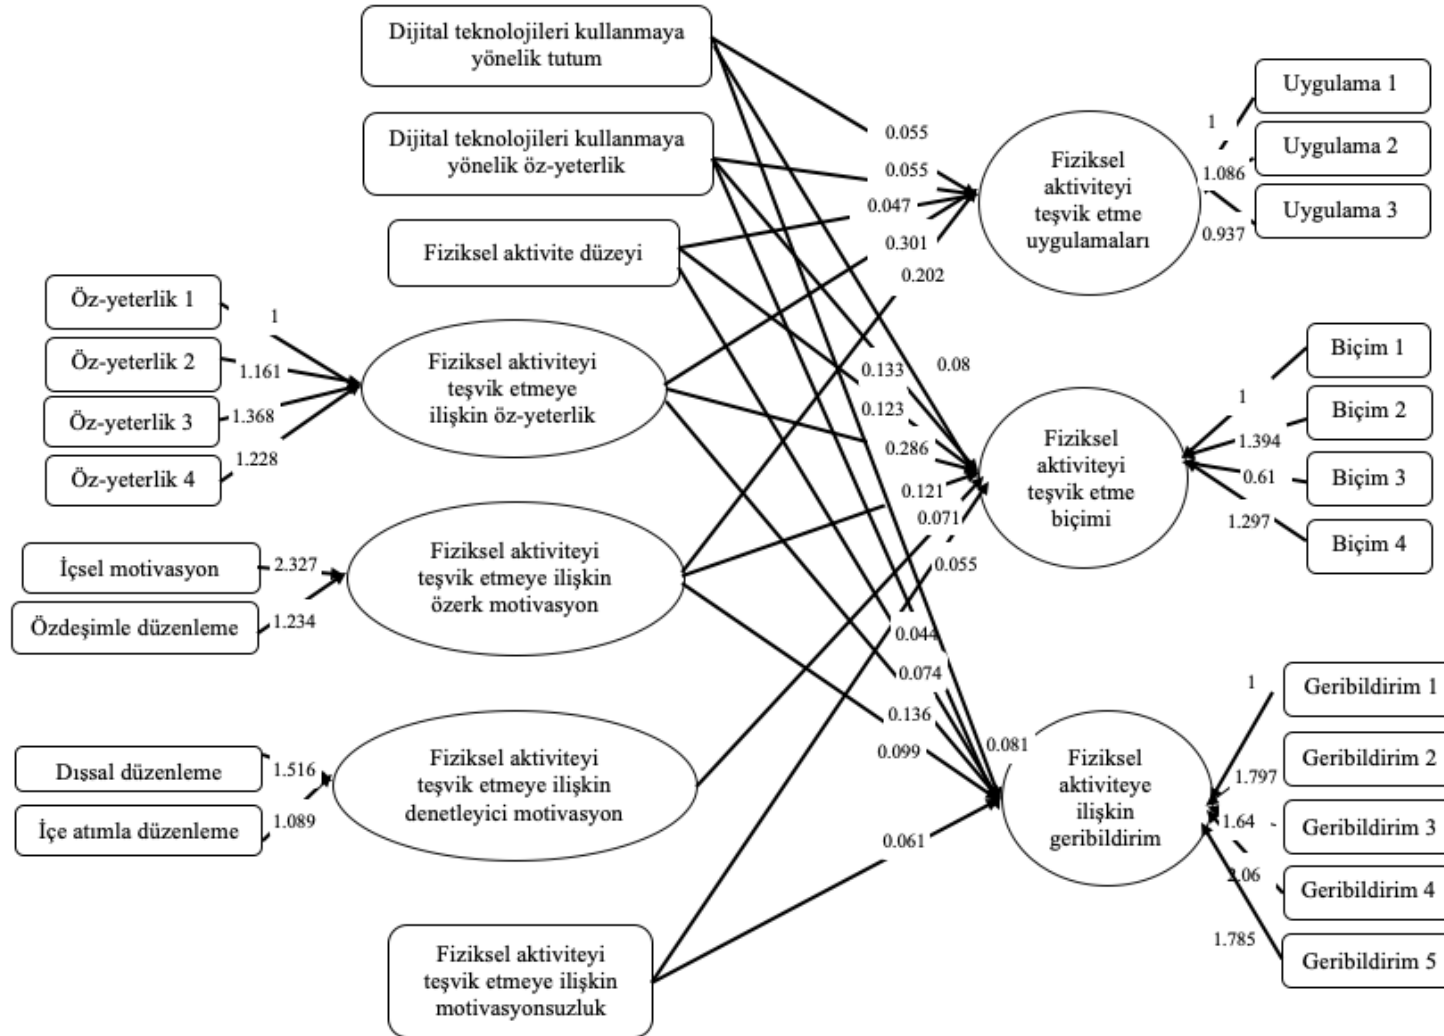 Dijital teknolojileri kullanmaya
yönelik tutum
Dijital teknolojileri kullanmaya
yönelik öz-yeterlik
Fiziksel aktivite düzeyi
Öz-yeterlik 1
Öz-yeterlik 2
Öz-yeterlik 3
Öz-yeterlik 4
1
1.161
1.368
1.228
Fiziksel aktiviteyi
teşvik etmeye
ilişkin öz-yeterlik
İçsel motivasyon
Özdeşimle düzenleme
2.327
1.234
Fiziksel aktiviteyi
teşvik etmeye ilişkin
özerk motivasyon
Dışsal düzenleme
İçe atımla düzenleme
1.516
1.089
Fiziksel aktiviteyi
teşvik etmeye ilişkin
denetleyici motivasyon
Fiziksel aktiviteyi
teşvik etmeye ilişkin
motivasyonsuzluk
0.055
0.055
0.047
0.301
0.202
0.08
0.133
0.123
0.286
0.121
0.071
0.055
0.044
0.074
0.136
0.081
0.099
0.061
Fiziksel
aktiviteyi
teşvik etme
uygulamaları
1
1.086
0.937
Uygulama 1
Uygulama 2
Uygulama 3
Fiziksel
aktiviteyi
teşvik etme
biçimi
1
1.394
0.61
1.297
Biçim 1
Biçim 2
Biçim 3
Biçim 4
Fiziksel
aktiviteye
ilişkin
geribildirim
1
1.797
1.64
2.06
1.785
Geribildirim 1
Geribildirim 2
Geribildirim 3
Geribildirim 4
Geribildirim 5